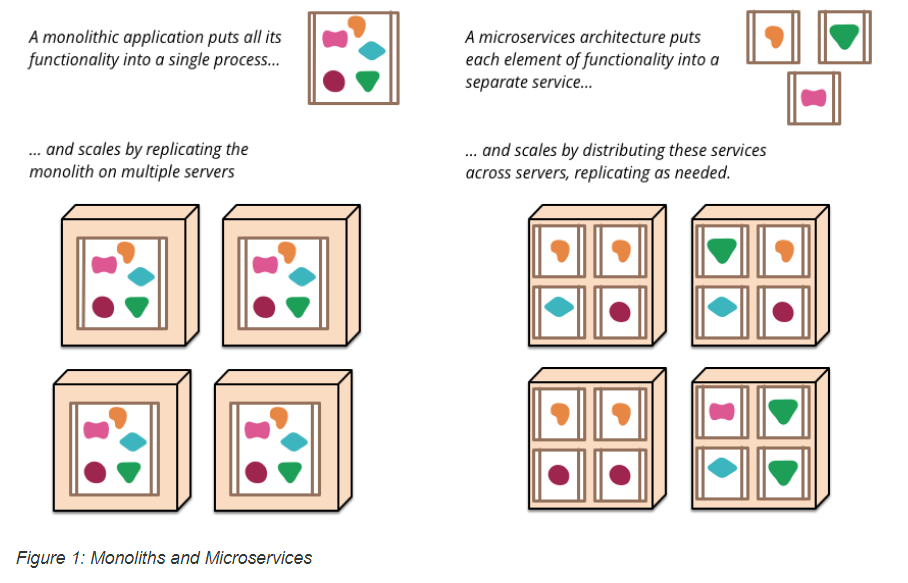 A monolithic application puts all its
functionality into a single process...
... and scales by replicating the
monolith on multiple servers
A microservices architecture puts
each element of functionality into a
separate service...
... and scales by distributing these services
across servers, replicating as needed.
Figure 1: Monoliths and Microservices